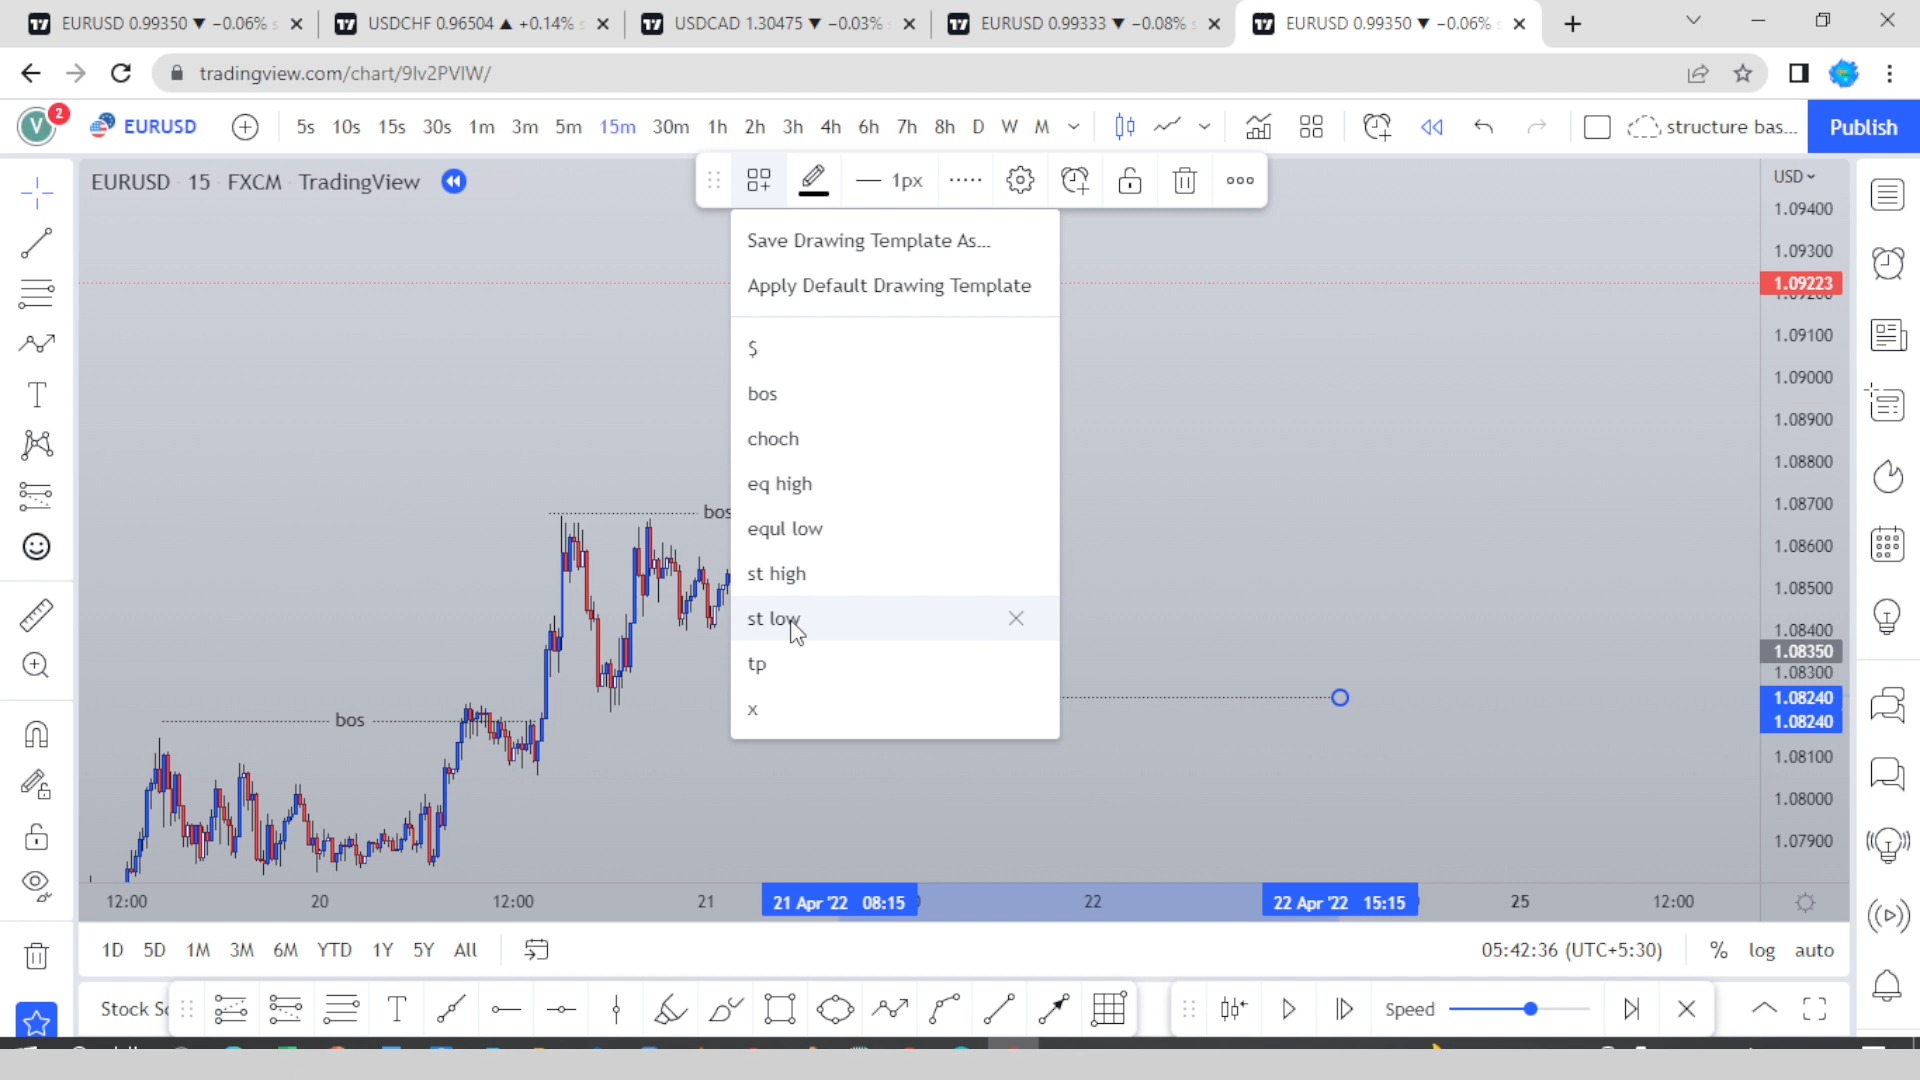 EURUSD 0.99350 ▼ −0.06%
USDCHF 0.96504 ▲ +0.14%
USDCAD 1.30475 ▼ −0.03%
EURUSD 0.99333 ▼ −0.08%
EURUSD 0.99350 ▼ −0.06%
tradingview.com/chart/9Iv2PVIW/
V 2 EURUSD 5s 10s 15s 30s 1m 3m 5m 15m 30m 1h 2h 3h 4h 6h 7h 8h D W M structure bas... Publish
EURUSD 15 FXCM TradingView
1px
USD
Save Drawing Template As...
Apply Default Drawing Template
$
bos
choch
eq high
equl low
st high
st low
tp
x
bos
bos
1.09400
1.09300
1.09223
1.09200
1.09100
1.09000
1.08900
1.08800
1.08700
1.08600
1.08500
1.08400
1.08350
1.08300
1.08240
1.08240
1.08100
1.08000
1.07900
12:00 20 12:00 21 21 Apr '22 08:15 22 22 Apr '22 15:15 25 12:00
1D 5D 1M 3M 6M YTD 1Y 5Y All 05:42:36 (UTC+5:30) % log auto
Stock Speed